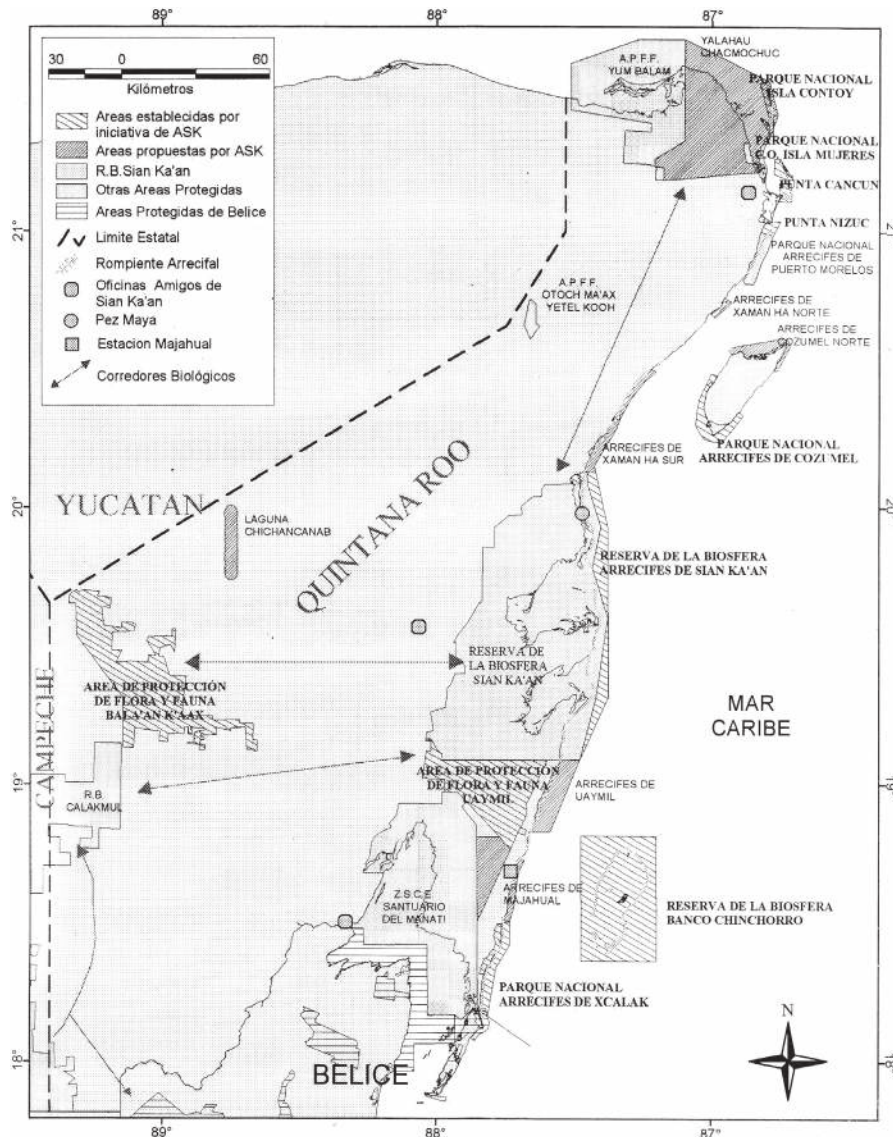 89°
88°
87°
30 0 60
Kilómetros
Areas establecidas por
iniciativa de ASK
Areas propuestas por ASK
R.B.Sian Ka'an
Otras Areas Protegidas
Areas Protegidas de Belice
Limite Estatal
Rompiente Arrecifal
Oficinas Amigos de
Sian Ka'an
Pez Maya
Estacion Majahual
Corredores Biológicos
YALAHAU
CHACMOCHUC
A.P.F.F.
YUM BALAM
PARQUE NACIONAL
ISLA CONTOY
PARQUE NACIONAL
C.O. ISLA MUJERES
PUNTA CANCUN
PUNTA NIZUC
PARQUE NACIONAL
ARRECIFES DE
PUERTO MORELOS
21°
A.P.F.F.
OTOCH MA'AX
YETEL KOOH
ARRECIFES DE
XAMAN HA NORTE
ARRECIFES DE
COZUMEL NORTE
PARQUE NACIONAL
ARRECIFES DE COZUMEL
ARRECIFES DE
XAMAN HA SUR
YUCATAN
QUINTANA ROO
20°
20°
LAGUNA
CHICHANCANAB
RESERVA DE LA BIOSFERA
ARRECIFES DE SIAN KA'AN
RESERVA DE
LA BIOSFERA
SIAN KA'AN
AREA DE PROTECCIÓN
DE FLORA Y FAUNA
BALA'AN K'AAX
MAR
CARIBE
CAMPECHE
19°
R.B.
CALAKMUL
AREA DE PROTECCIÓN
DE FLORA Y FAUNA
UAYMIL
ARRECIFES DE
UAYMIL
ARRECIFES DE
MAJAHUAL
Z.S.C.E
SANTUARIO
DEL MANATI
RESERVA DE LA BIOSFERA
BANCO CHINCHORRO
PARQUE NACIONAL
ARRECIFES DE XCALAK
N
18°
BELICE
89°
88°
87°